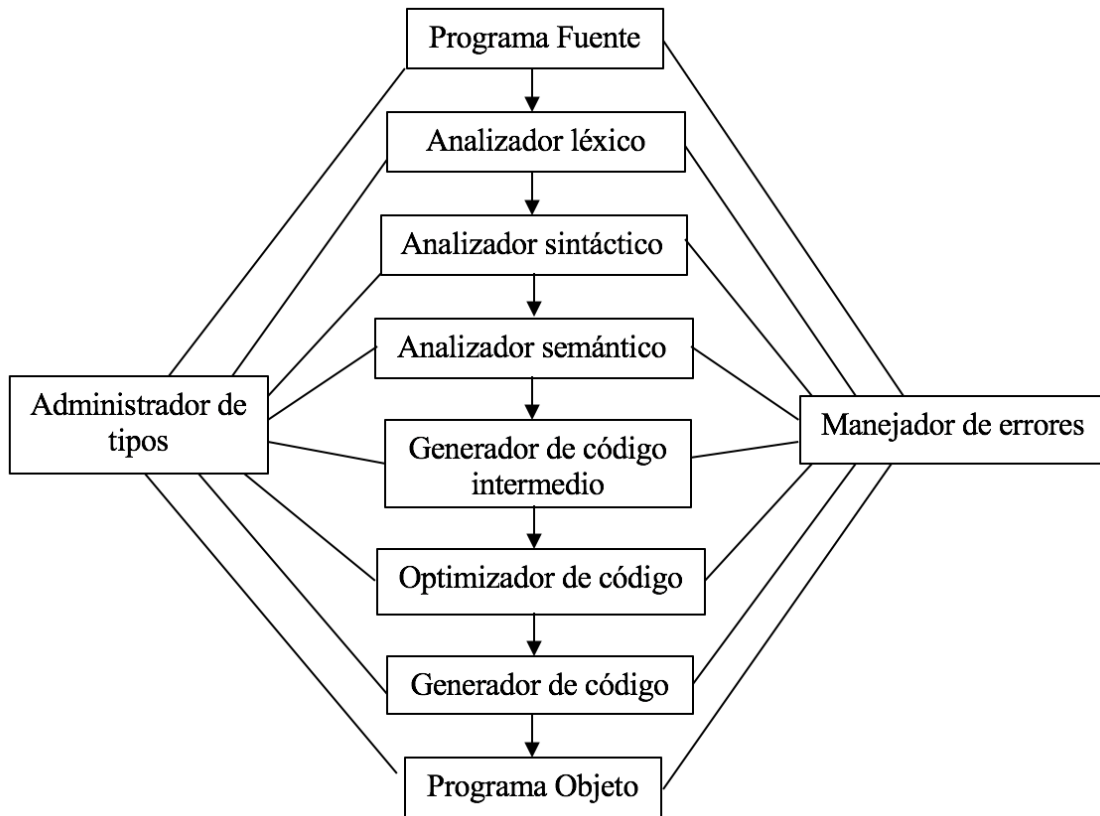 Programa Fuente
Analizador léxico
Analizador sintáctico
Analizador semántico
Administrador de
tipos
Manejador de errores
Generador de código
intermedio
Optimizador de código
Generador de código
Programa Objeto